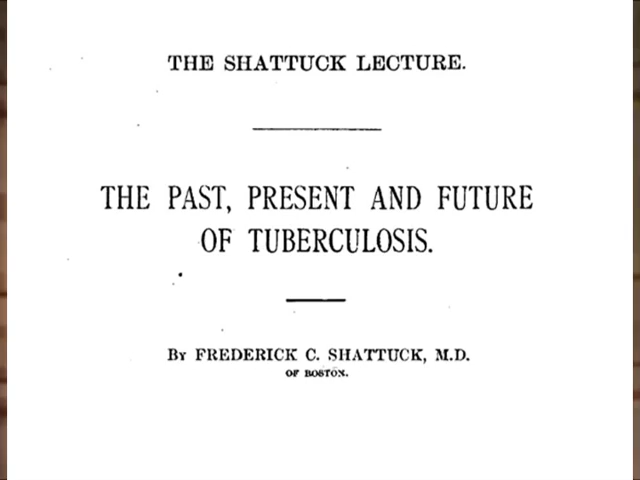 THE SHATTUCK LECTURE.
THE PAST, PRESENT AND FUTURE
OF TUBERCULOSIS.
BY FREDERICK C. SHATTUCK, M.D.
OF BOSTON.